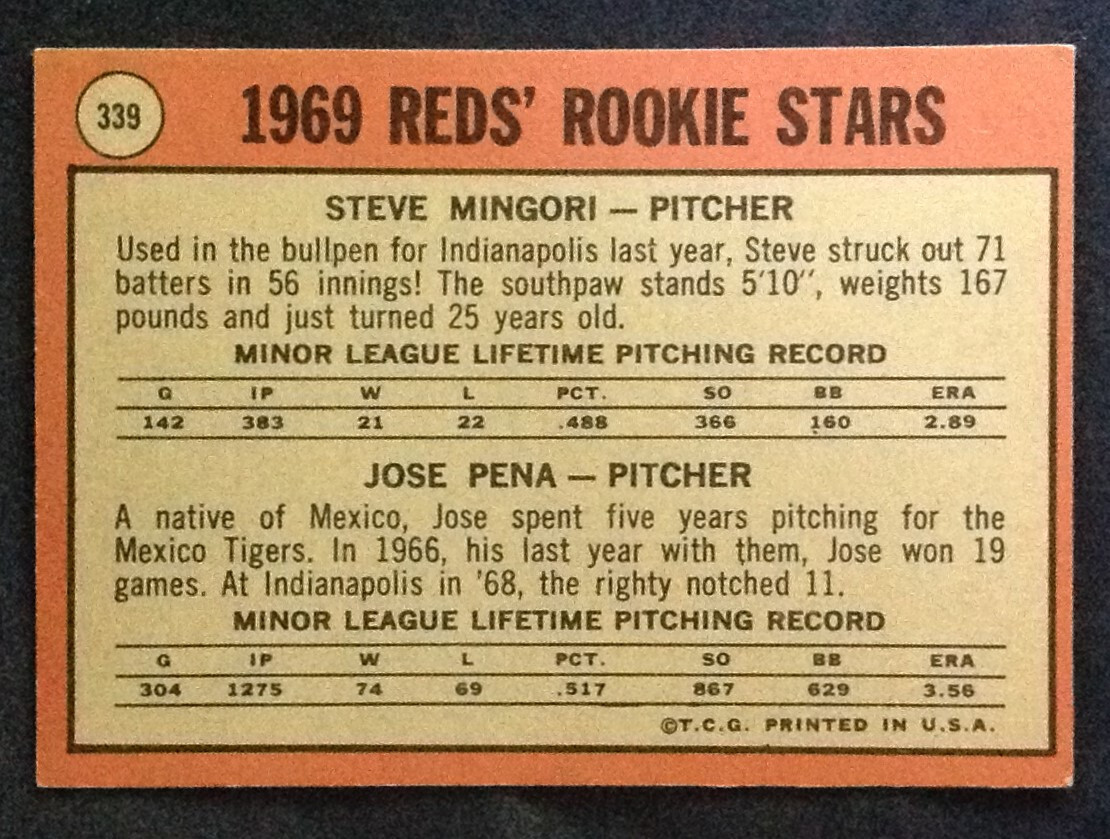 339
1969 REDS' ROOKIE STARS
STEVE MINGORI — PITCHER
Used in the bullpen for Indianapolis last year, Steve struck out 71
batters in 56 innings! The southpaw stands 5'10", weights 167
pounds and just turned 25 years old.
MINOR LEAGUE LIFETIME PITCHING RECORD
G IP W L PCT. SO BB ERA
142 383 21 22 .488 366 160 2.89
JOSE PENA — PITCHER
A native of Mexico, Jose spent five years pitching for the
Mexico Tigers. In 1966, his last year with them, Jose won 19
games. At Indianapolis in '68, the righty notched 11.
MINOR LEAGUE LIFETIME PITCHING RECORD
G IP W L PCT. SO BB ERA
304 1275 74 69 .517 867 629 3.56
©T.C.G. PRINTED IN U.S.A.